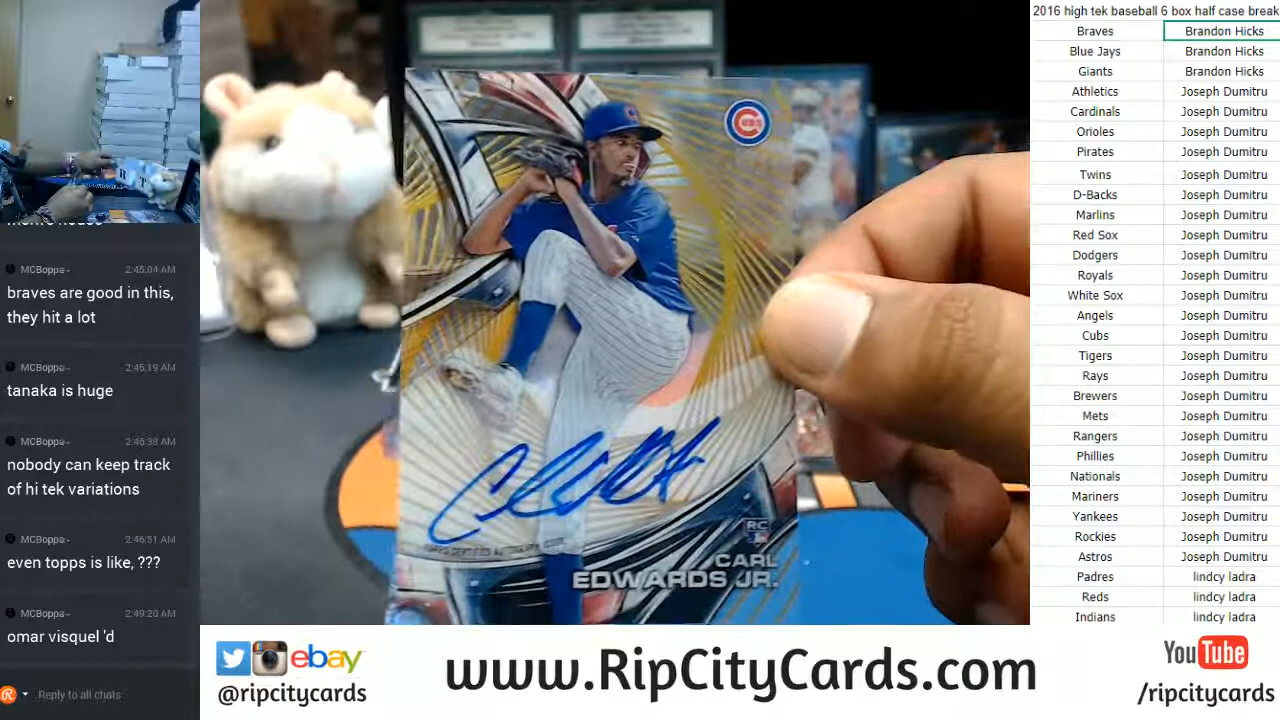 MCBoppa- 2:45:04 AM
braves are good in this,
they hit a lot
MCBoppa- 2:45:19 AM
tanaka is huge
MCBoppa- 2:46:38 AM
nobody can keep track
of hi tek variations
MCBoppa- 2:46:51 AM
even topps is like, ???
MCBoppa- 2:49:20 AM
omar visquel 'd
Reply to all chats
CUBS
RC
CARL
EDWARDS JR.
2016 high tek baseball 6 box half case break
Braves Brandon Hicks
Blue Jays Brandon Hicks
Giants Brandon Hicks
Athletics Joseph Dumitru
Cardinals Joseph Dumitru
Orioles Joseph Dumitru
Pirates Joseph Dumitru
Twins Joseph Dumitru
D-Backs Joseph Dumitru
Marlins Joseph Dumitru
Red Sox Joseph Dumitru
Dodgers Joseph Dumitru
Royals Joseph Dumitru
White Sox Joseph Dumitru
Angels Joseph Dumitru
Cubs Joseph Dumitru
Tigers Joseph Dumitru
Rays Joseph Dumitru
Brewers Joseph Dumitru
Mets Joseph Dumitru
Rangers Joseph Dumitru
Phillies Joseph Dumitru
Nationals Joseph Dumitru
Mariners Joseph Dumitru
Yankees Joseph Dumitru
Rockies Joseph Dumitru
Astros Joseph Dumitru
Padres lindcy ladra
Reds lindcy ladra
Indians lindcy ladra
ebay
@ripcitycards
www.RipCityCards.com
YouTube
/ripcitycards